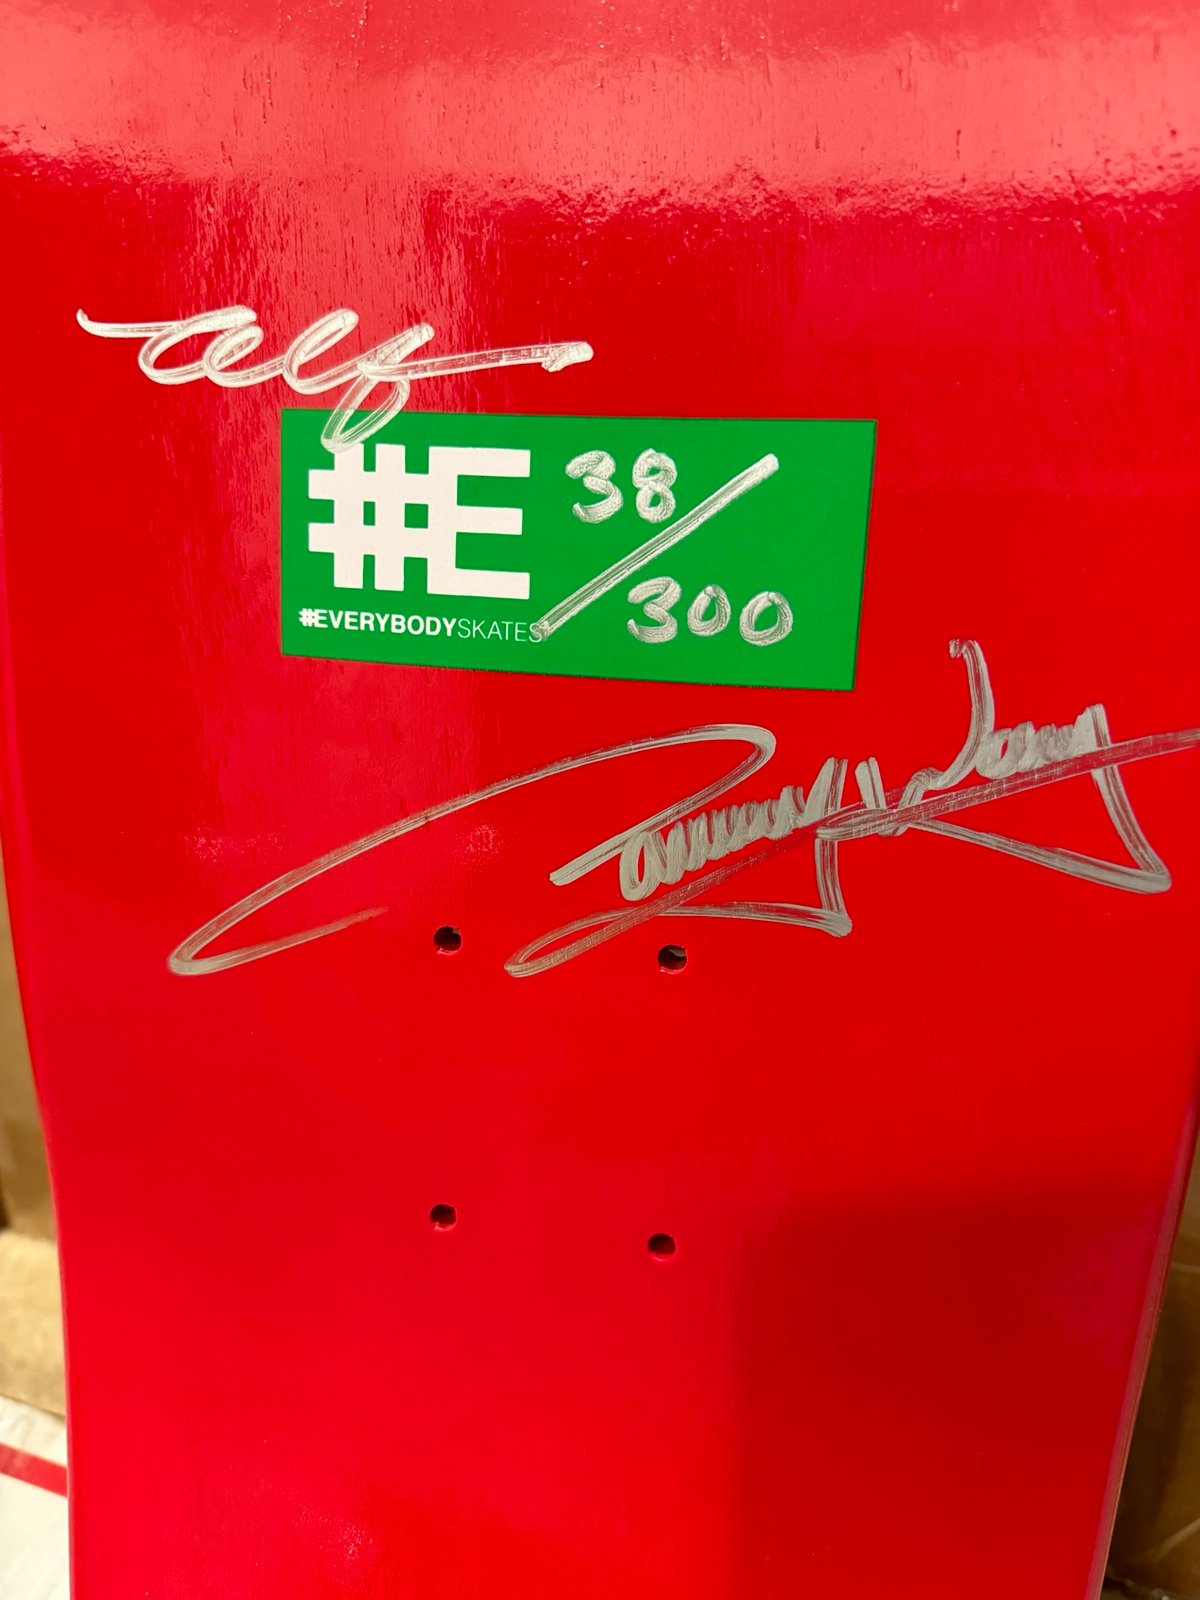 alf
#E 38/300
#EVERYBODYSKATES